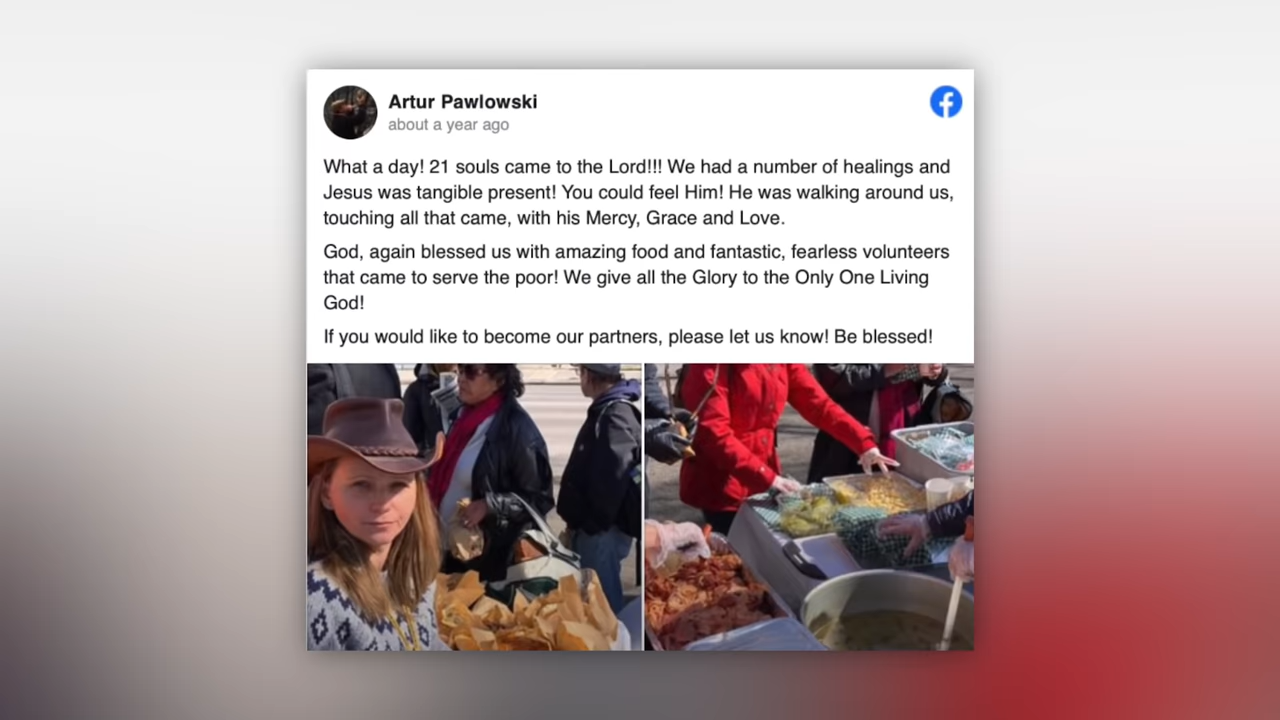 Artur Pawlowski
about a year ago
What a day! 21 souls came to the Lord!!! We had a number of healings and
Jesus was tangible present! You could feel Him! He was walking around us,
touching all that came, with his Mercy, Grace and Love.
God, again blessed us with amazing food and fantastic, fearless volunteers
that came to serve the poor! We give all the Glory to the Only One Living
God!
If you would like to become our partners, please let us know! Be blessed!